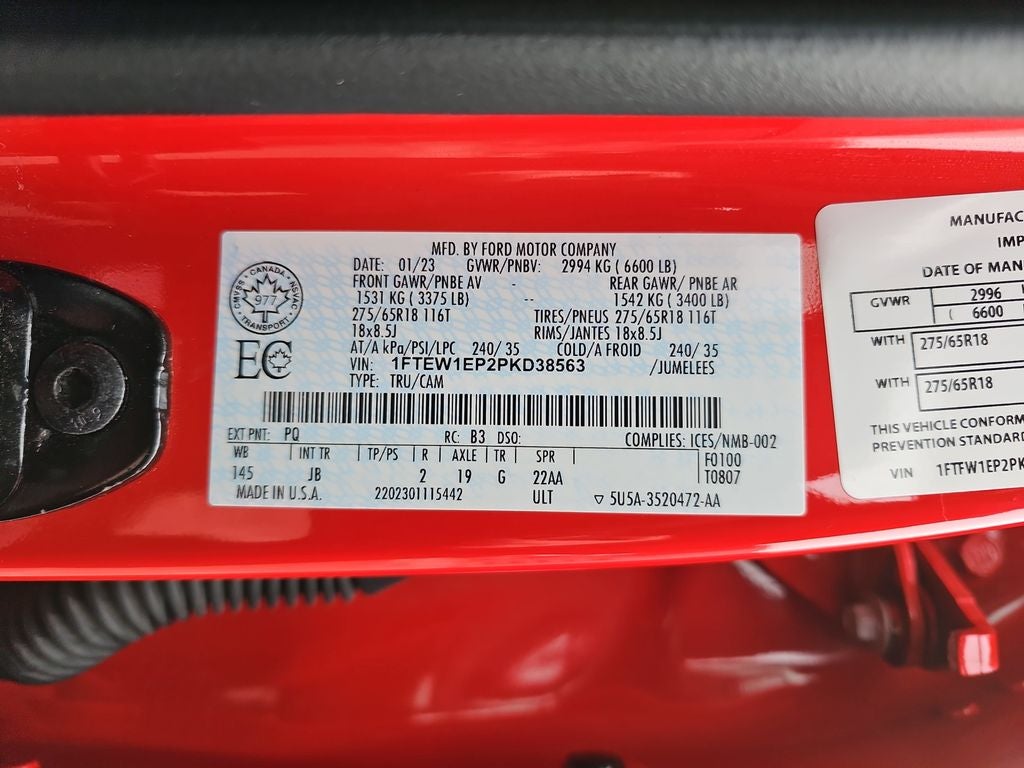 MFD. BY FORD MOTOR COMPANY
DATE: 01/23 GVWR/PNBV: 2994 KG ( 6600 LB)
FRONT GAWR/PNBE AV - REAR GAWR/ PNBE AR
1531 KG ( 3375 LB) -- 1542 KG ( 3400 LB)
275/65R18 116T TIRES/PNEUS 275/65R18 116T
18x8.5J RIMS/JANTES 18x8.5J
AT/A kPa/PSI/LPC 240/ 35 COLD/A FROID 240/ 35
VIN: 1FTEW1EP2PKD38563 /JUMELEES
TYPE: TRU/CAM
CANADA
977
TRANSPORT
NSVAC
CMVSS
EC
EXT PNT: PQ RC: B3 DSO: COMPLIES: ICES/NMB-002
WB INT TR TP/PS R AXLE TR SPR F0100
145 JB 2 19 G 22AA T0807
MADE IN U.S.A. 2202301115442 ULT ▽ 5U5A-3520472-AA
MANUFAC
IMP
DATE OF MAN
GVWR 2996
( 6600
WITH 275/65R18
WITH 275/65R18
THIS VEHICLE CONFORM
PREVENTION STANDARD
VIN 1FTFW1EP2PK